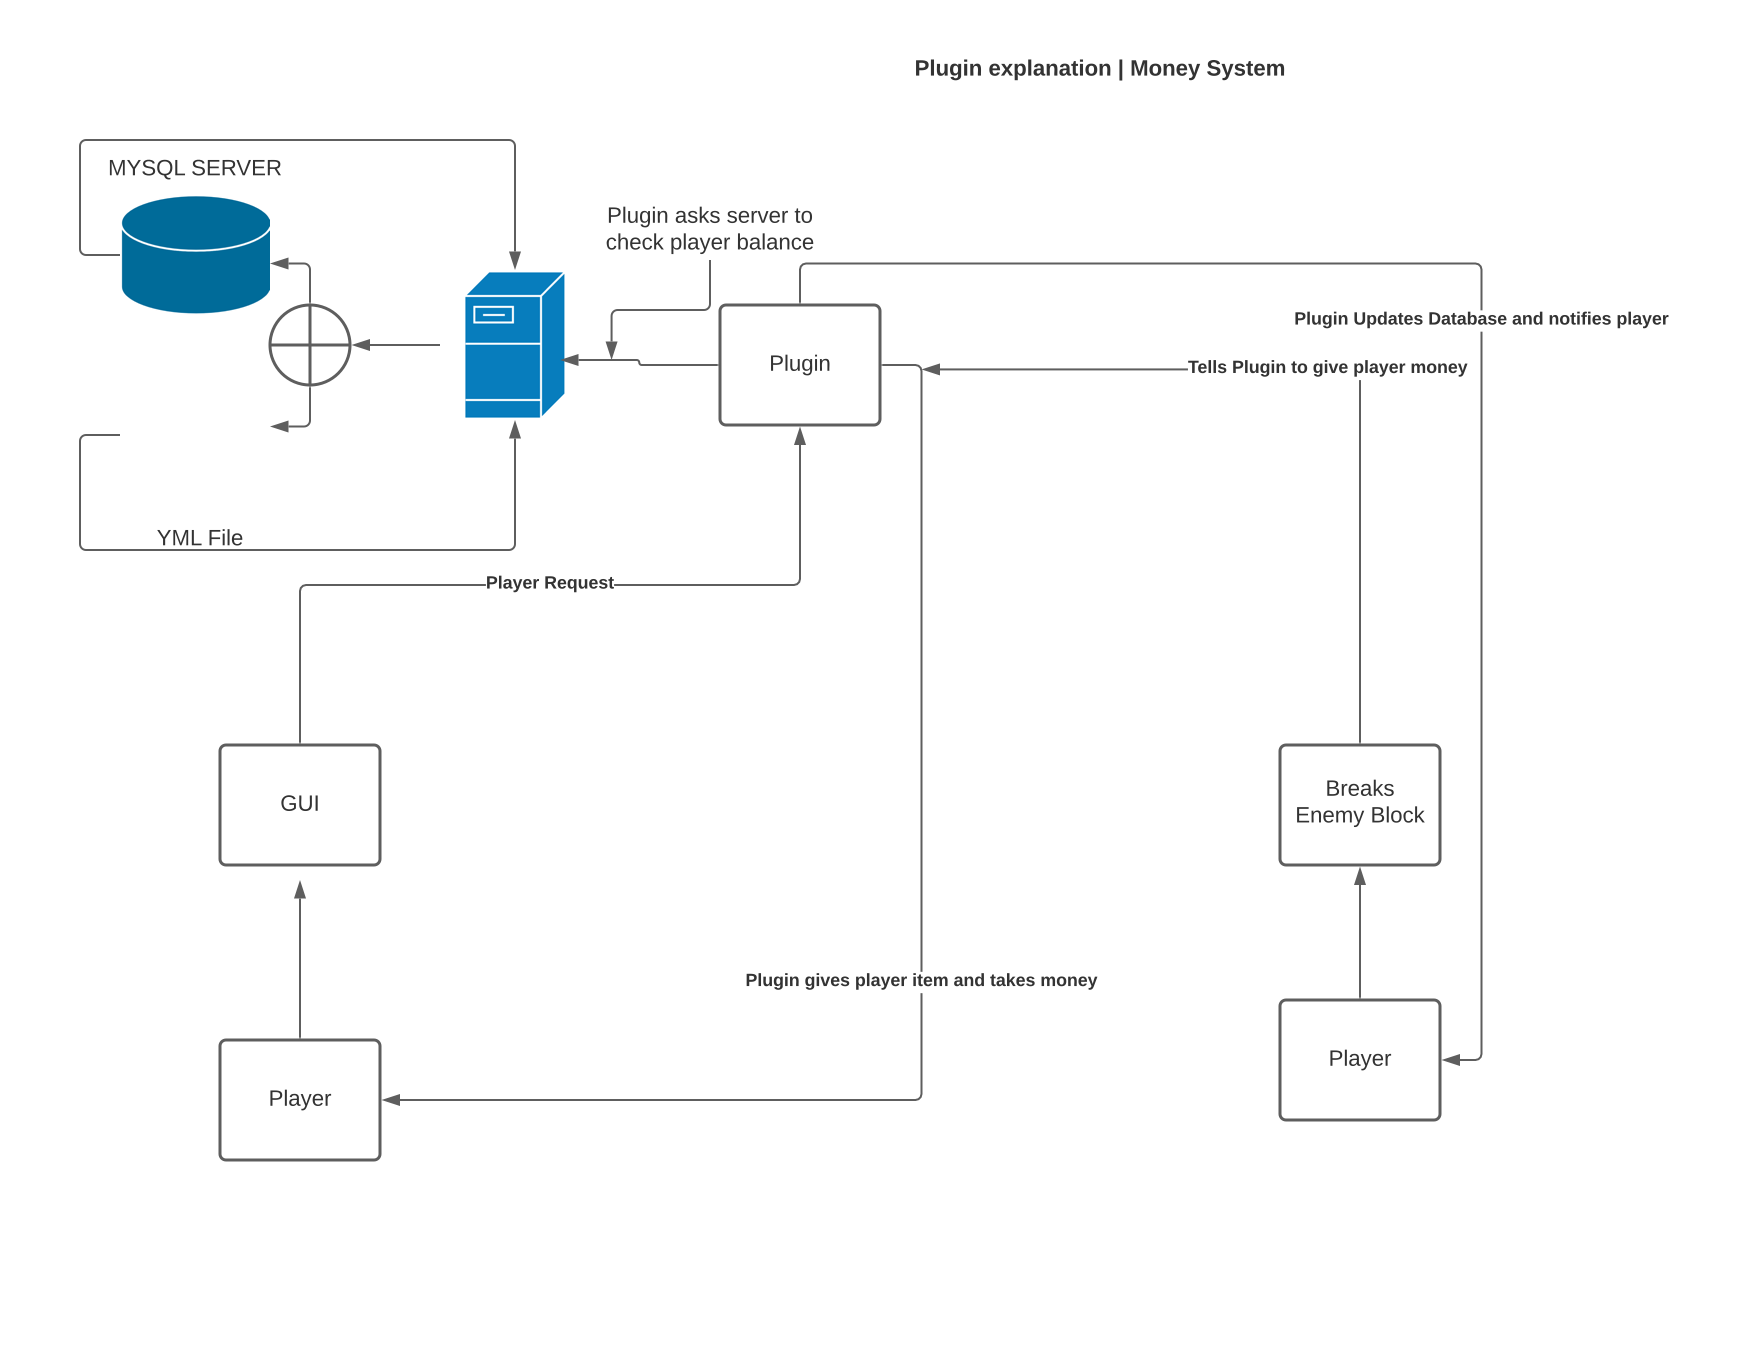 Plugin explanation | Money System
MYSQL SERVER
Plugin asks server to
check player balance
Plugin Updates Database and notifies player
Plugin
Tells Plugin to give player money
YML File
Player Request
GUI
Breaks
Enemy Block
Plugin gives player item and takes money
Player
Player